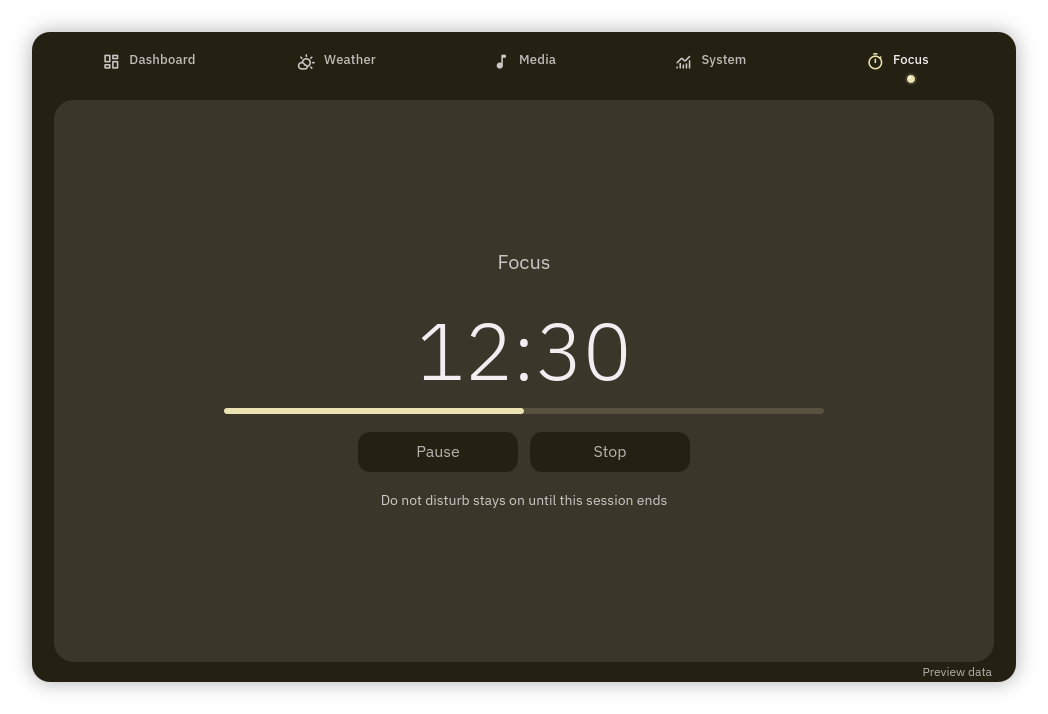 Dashboard
Weather
Media
System
Focus
Focus
12:30
Pause
Stop
Do not disturb stays on until this session ends
Preview data